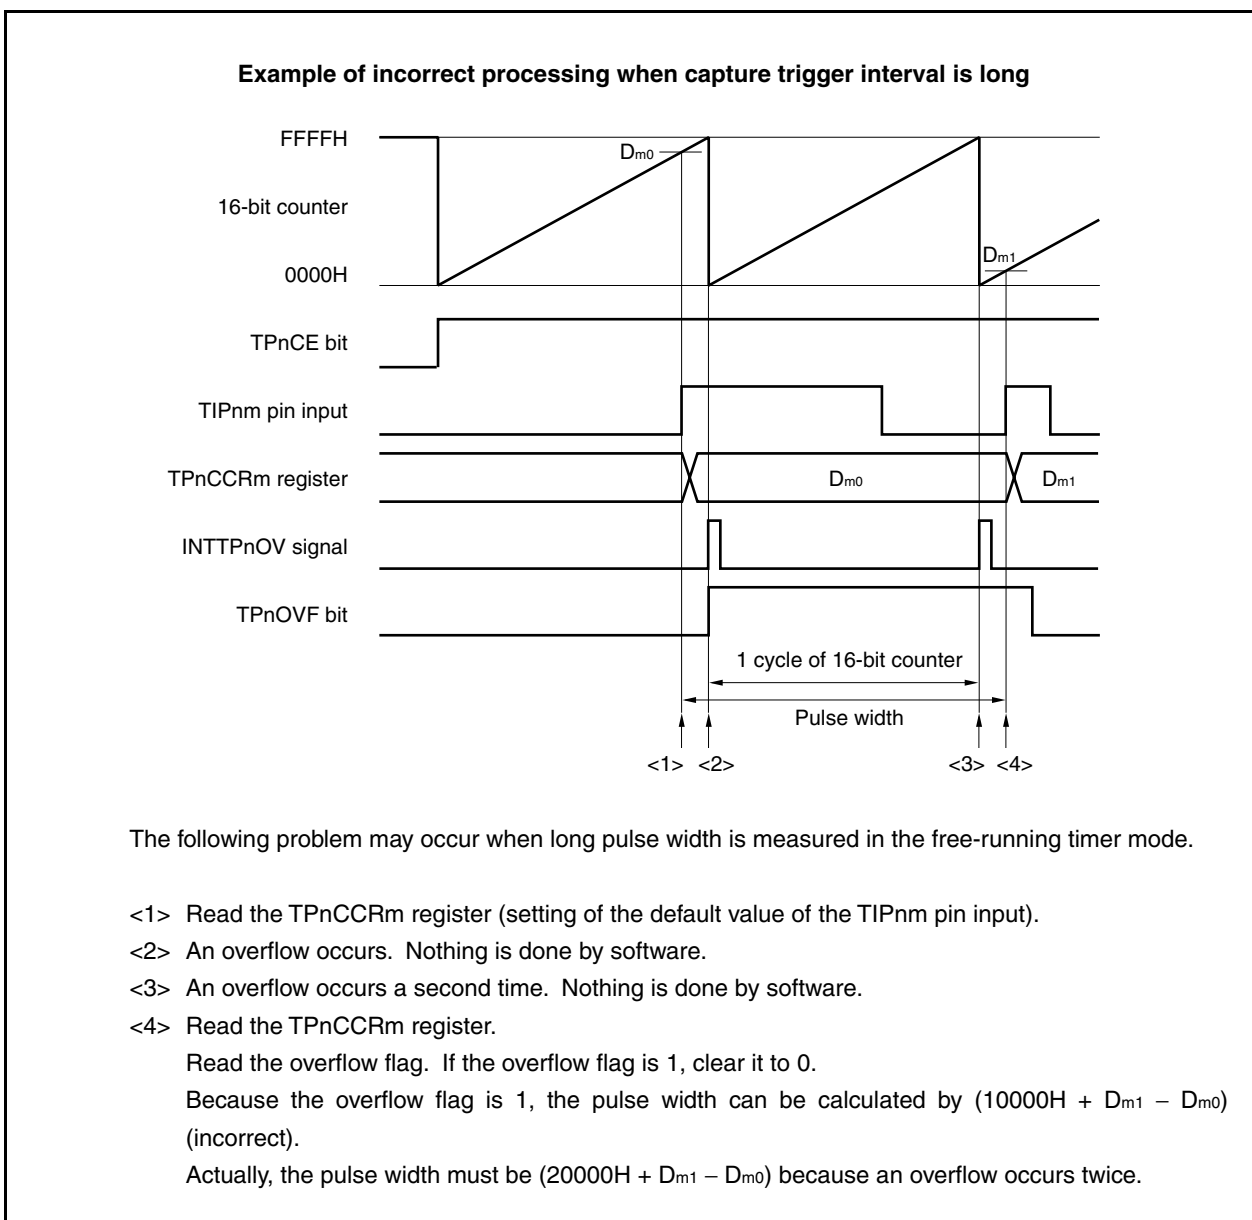 Example of incorrect processing when capture trigger interval is long
FFFFH
Dm0
16-bit counter
Dm1
0000H
TPnCE bit
TIPnm pin input
TPnCCRm register
Dm0
Dm1
INTTPnOV signal
TPnOVF bit
1 cycle of 16-bit counter
Pulse width
<1> <2> <3> <4>
The following problem may occur when long pulse width is measured in the free-running timer mode.
<1> Read the TPnCCRm register (setting of the default value of the TIPnm pin input).
<2> An overflow occurs. Nothing is done by software.
<3> An overflow occurs a second time. Nothing is done by software.
<4> Read the TPnCCRm register.
Read the overflow flag. If the overflow flag is 1, clear it to 0.
Because the overflow flag is 1, the pulse width can be calculated by (10000H + Dm1 – Dm0)
(incorrect).
Actually, the pulse width must be (20000H + Dm1 – Dm0) because an overflow occurs twice.